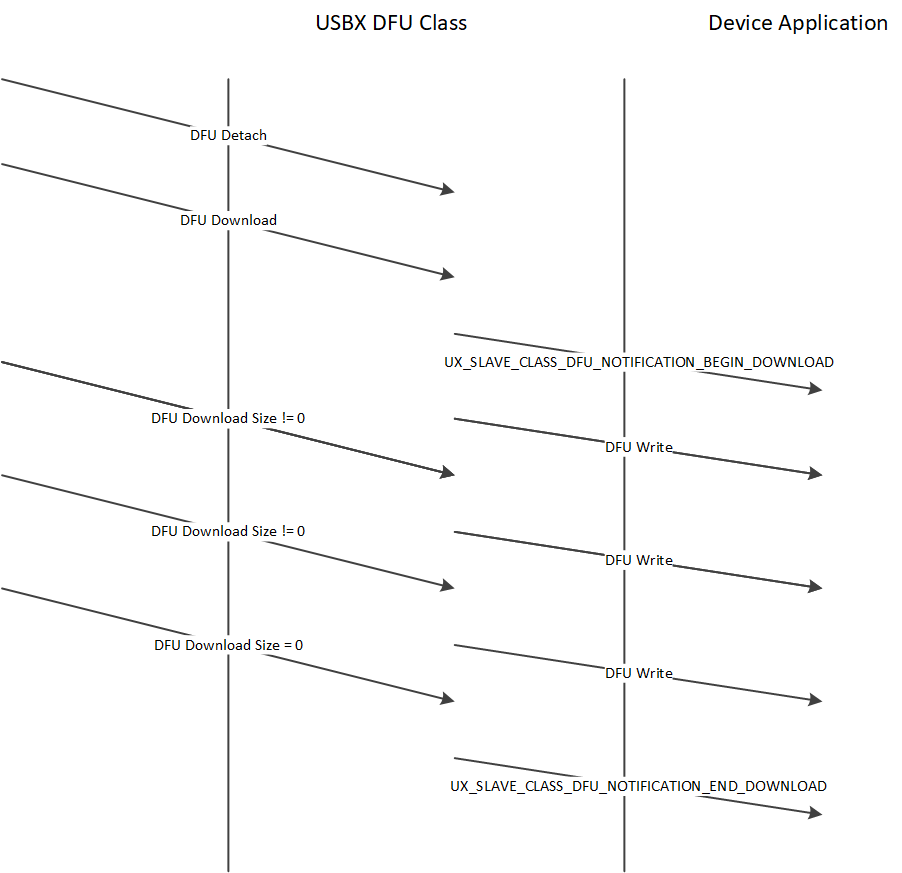 USBX DFU Class
Device Application
DFU Detach
DFU Download
UX_SLAVE_CLASS_DFU_NOTIFICATION_BEGIN_DOWNLOAD
DFU Download Size != 0
DFU Write
DFU Download Size != 0
DFU Write
DFU Download Size = 0
DFU Write
UX_SLAVE_CLASS_DFU_NOTIFICATION_END_DOWNLOAD